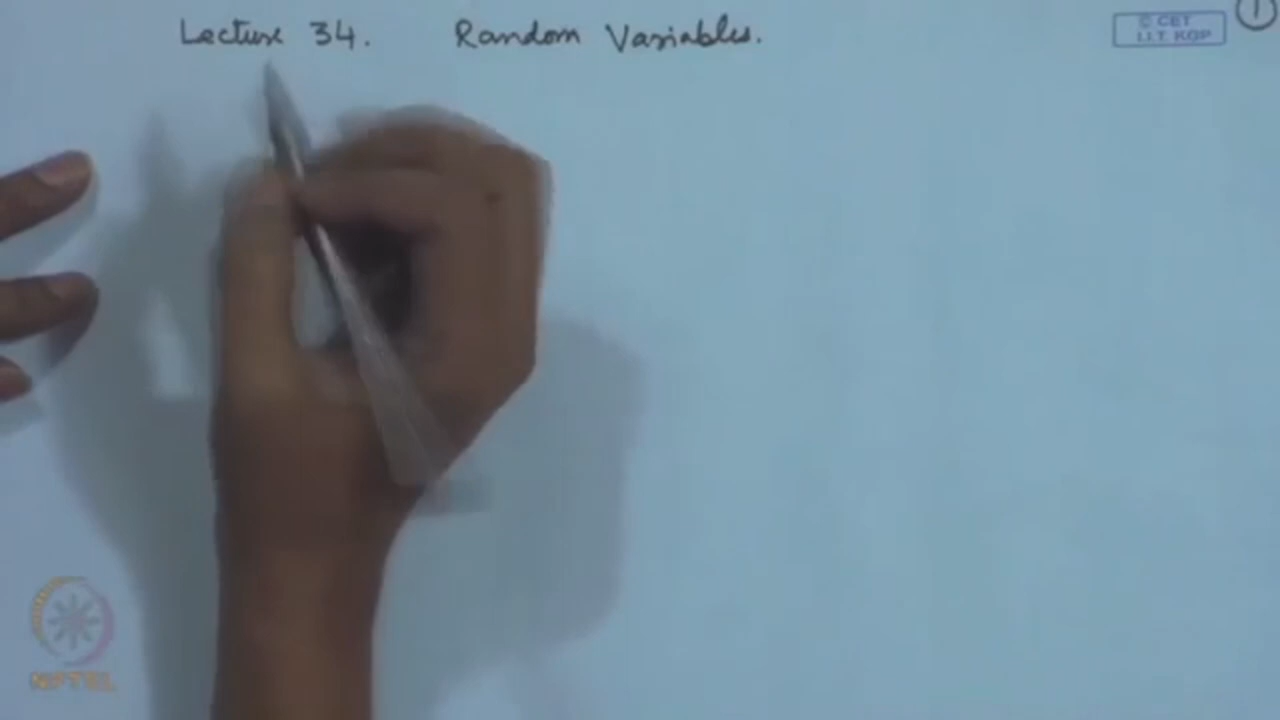 Lecture 34. Random Variables.
© CET
I.I.T. KGP
1
NPTEL